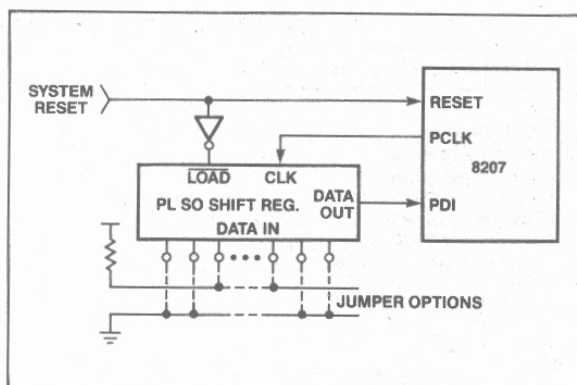 SYSTEM
RESET
RESET
PCLK
8207
PDI
LOAD
CLK
PL SO SHIFT REG.
DATA
OUT
DATA IN
JUMPER OPTIONS